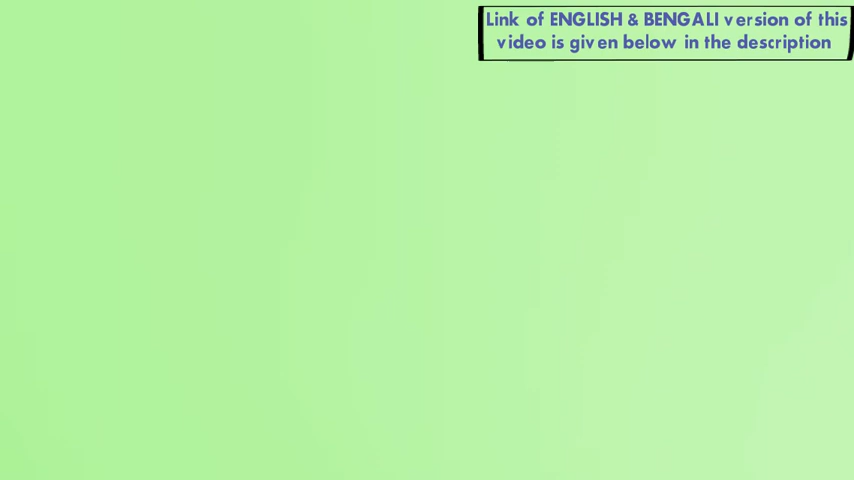 Link of ENGLISH & BENGALI version of this
video is given below in the description